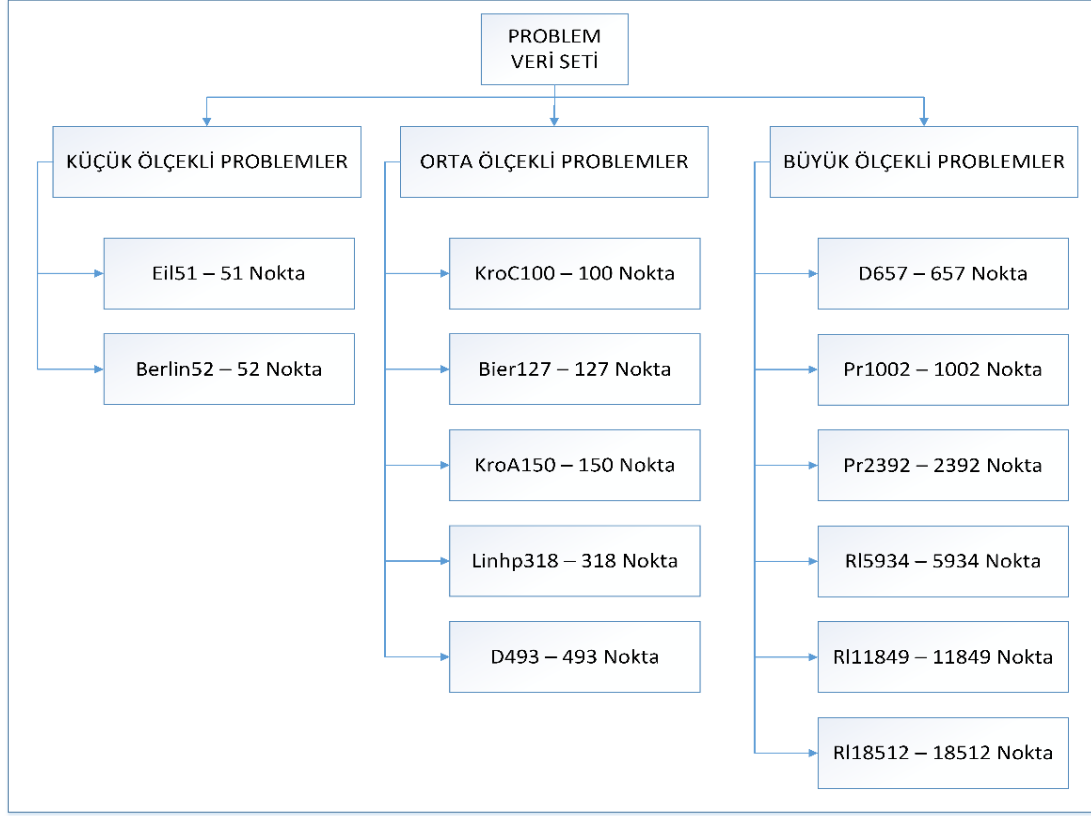 PROBLEM
VERİ SETİ
KÜÇÜK ÖLÇEKLİ PROBLEMLER
Eil51 – 51 Nokta
Berlin52 – 52 Nokta
ORTA ÖLÇEKLİ PROBLEMLER
KroC100 – 100 Nokta
Bier127 – 127 Nokta
KroA150 – 150 Nokta
Linhp318 – 318 Nokta
D493 – 493 Nokta
BÜYÜK ÖLÇEKLİ PROBLEMLER
D657 – 657 Nokta
Pr1002 – 1002 Nokta
Pr2392 – 2392 Nokta
Rl5934 – 5934 Nokta
Rl11849 – 11849 Nokta
Rl18512 – 18512 Nokta